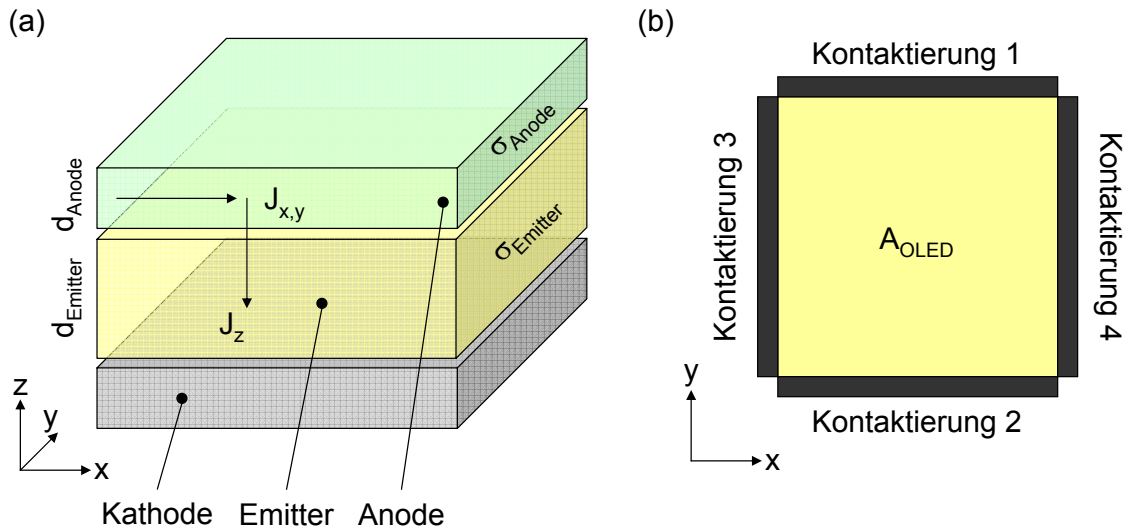 (a)
(b)
Kontaktierung 1
σAnode
dAnode
Jx,y
Kontaktierung 3
Kontaktierung 4
σEmitter
AOLED
dEmitter
Jz
z
y
x
y
x
Kontaktierung 2
Kathode Emitter Anode